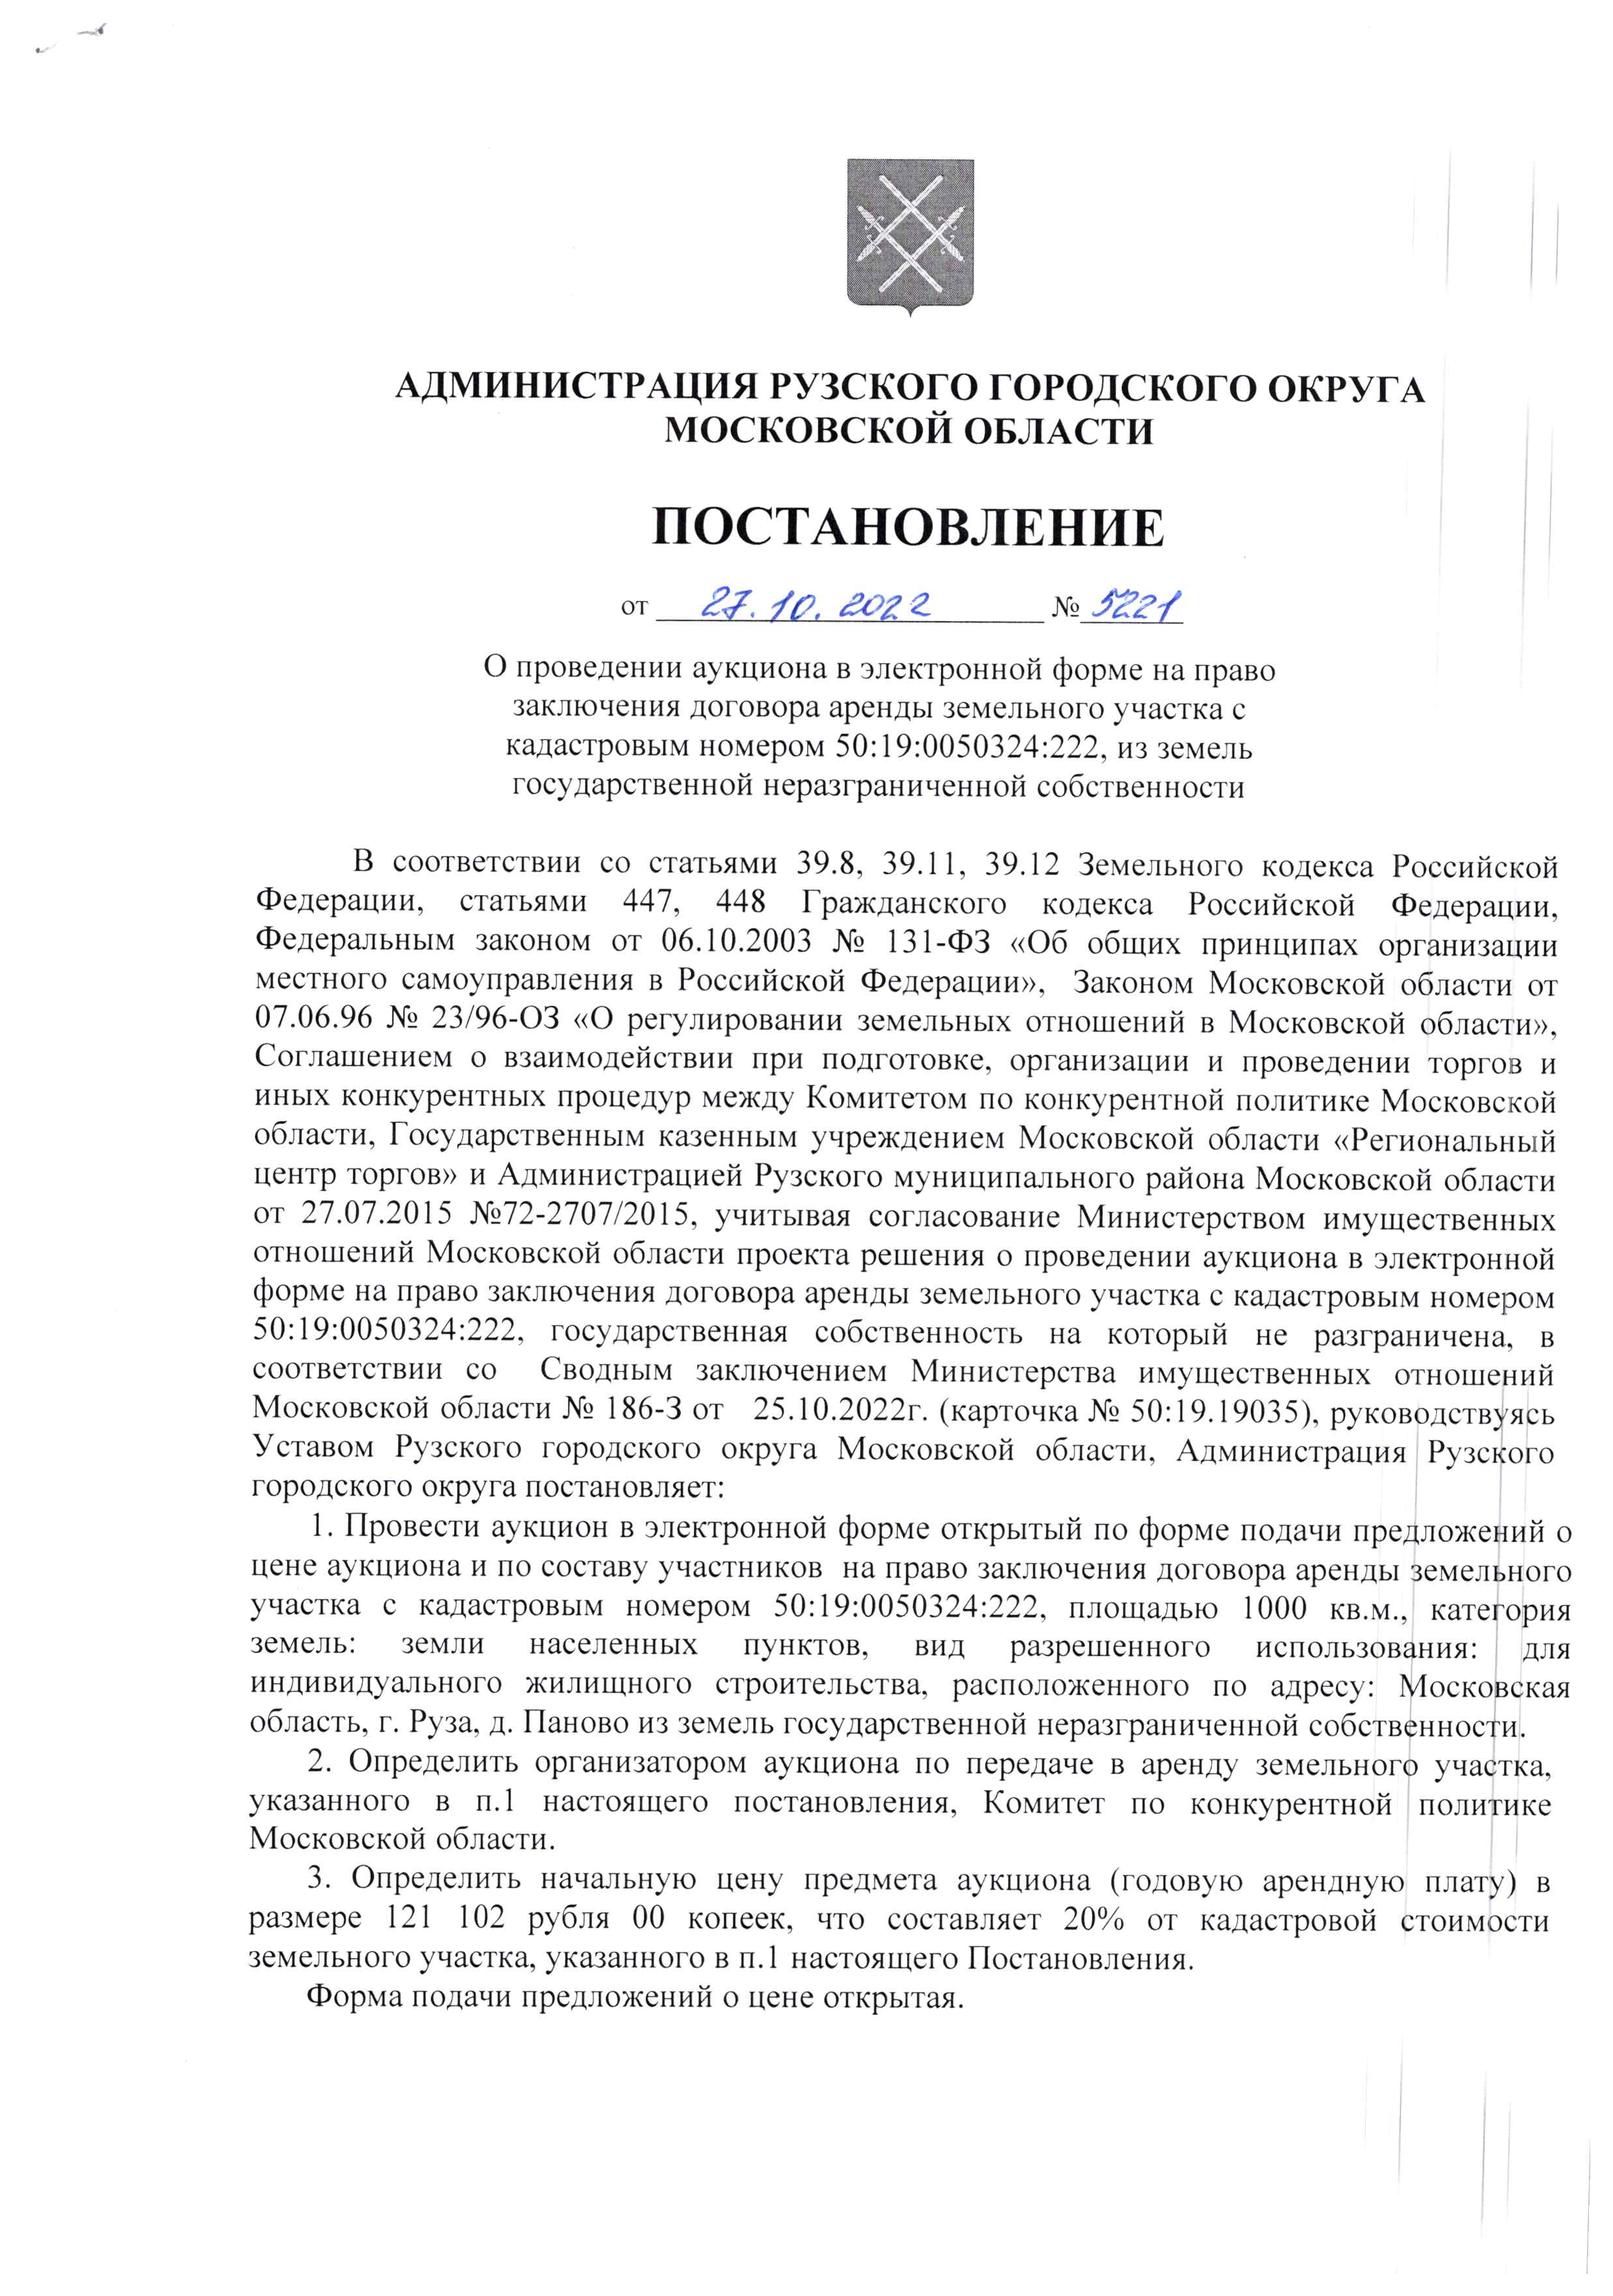 АДМИНИСТРАЦИЯ РУЗСКОГО ГОРОДСКОГО ОКРУГА
МОСКОВСКОЙ ОБЛАСТИ
ПОСТАНОВЛЕНИЕ
от 27.10.2022 № 5221
О проведении аукциона в электронной форме на право
заключения договора аренды земельного участка с
кадастровым номером 50:19:0050324:222, из земель
государственной неразграниченной собственности
В соответствии со статьями 39.8, 39.11, 39.12 Земельного кодекса Российской
Федерации, статьями 447, 448 Гражданского кодекса Российской Федерации,
Федеральным законом от 06.10.2003 № 131-ФЗ «Об общих принципах организации
местного самоуправления в Российской Федерации», Законом Московской области от
07.06.96 № 23/96-ОЗ «О регулировании земельных отношений в Московской области»,
Соглашением о взаимодействии при подготовке, организации и проведении торгов и
иных конкурентных процедур между Комитетом по конкурентной политике Московской
области, Государственным казенным учреждением Московской области «Региональный
центр торгов» и Администрацией Рузского муниципального района Московской области
от 27.07.2015 №72-2707/2015, учитывая согласование Министерством имущественных
отношений Московской области проекта решения о проведении аукциона в электронной
форме на право заключения договора аренды земельного участка с кадастровым номером
50:19:0050324:222, государственная собственность на который не разграничена, в
соответствии со Сводным заключением Министерства имущественных отношений
Московской области № 186-З от 25.10.2022г. (карточка № 50:19.19035), руководствуясь
Уставом Рузского городского округа Московской области, Администрация Рузского
городского округа постановляет:
1. Провести аукцион в электронной форме открытый по форме подачи предложений о
цене аукциона и по составу участников на право заключения договора аренды земельного
участка с кадастровым номером 50:19:0050324:222, площадью 1000 кв.м., категория
земель: земли населенных пунктов, вид разрешенного использования: для
индивидуального жилищного строительства, расположенного по адресу: Московская
область, г. Руза, д. Паново из земель государственной неразграниченной собственности.
2. Определить организатором аукциона по передаче в аренду земельного участка,
указанного в п.1 настоящего постановления, Комитет по конкурентной политике
Московской области.
3. Определить начальную цену предмета аукциона (годовую арендную плату) в
размере 121 102 рубля 00 копеек, что составляет 20% от кадастровой стоимости
земельного участка, указанного в п.1 настоящего Постановления.
Форма подачи предложений о цене открытая.